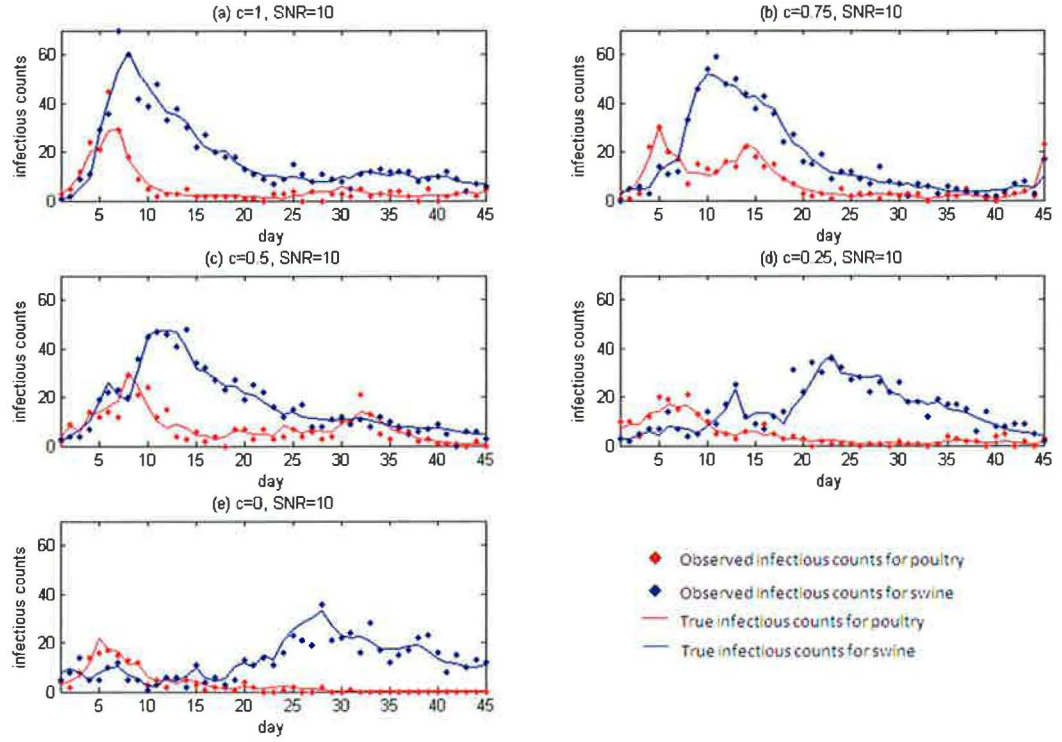 (a) c=1, SNR=10
infectious counts
60
40
20
0
5 10 15 20 25 30 35 40 45
day
(b) c=0.75, SNR=10
infectious counts
60
40
20
0
5 10 15 20 25 30 35 40 45
day
(c) c=0.5, SNR=10
infectious counts
60
40
20
0
5 10 15 20 25 30 35 40 45
day
(d) c=0.25, SNR=10
infectious counts
60
40
20
0
5 10 15 20 25 30 35 40 45
day
(e) c=0, SNR=10
infectious counts
60
40
20
0
5 10 15 20 25 30 35 40 45
day
Observed infectious counts for poultry
Observed infectious counts for swine
True infectious counts for poultry
True infectious counts for swine